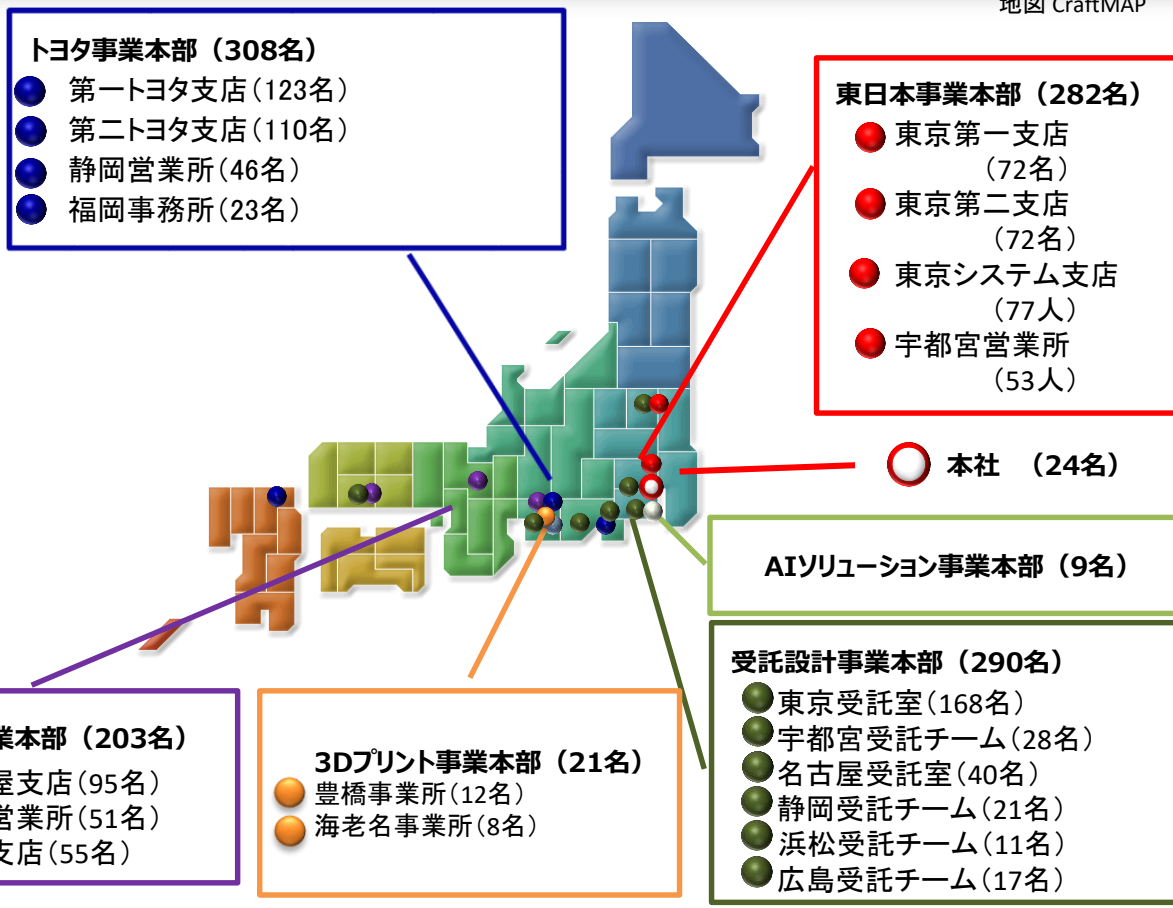 地図 CraftMAP
トヨタ事業本部（308名）
第一トヨタ支店（123名）
第二トヨタ支店（110名）
静岡営業所（46名）
福岡事務所（23名）
東日本事業本部（282名）
東京第一支店
（72名）
東京第二支店
（72名）
東京システム支店
（77人）
宇都宮営業所
（53人）
本社　（24名）
AIソリューション事業本部（9名）
業本部（203名）
屋支店（95名）
営業所（51名）
支店（55名）
3Dプリント事業本部（21名）
豊橋事業所（12名）
海老名事業所（8名）
受託設計事業本部（290名）
東京受託室（168名）
宇都宮受託チーム（28名）
名古屋受託室（40名）
静岡受託チーム（21名）
浜松受託チーム（11名）
広島受託チーム（17名）